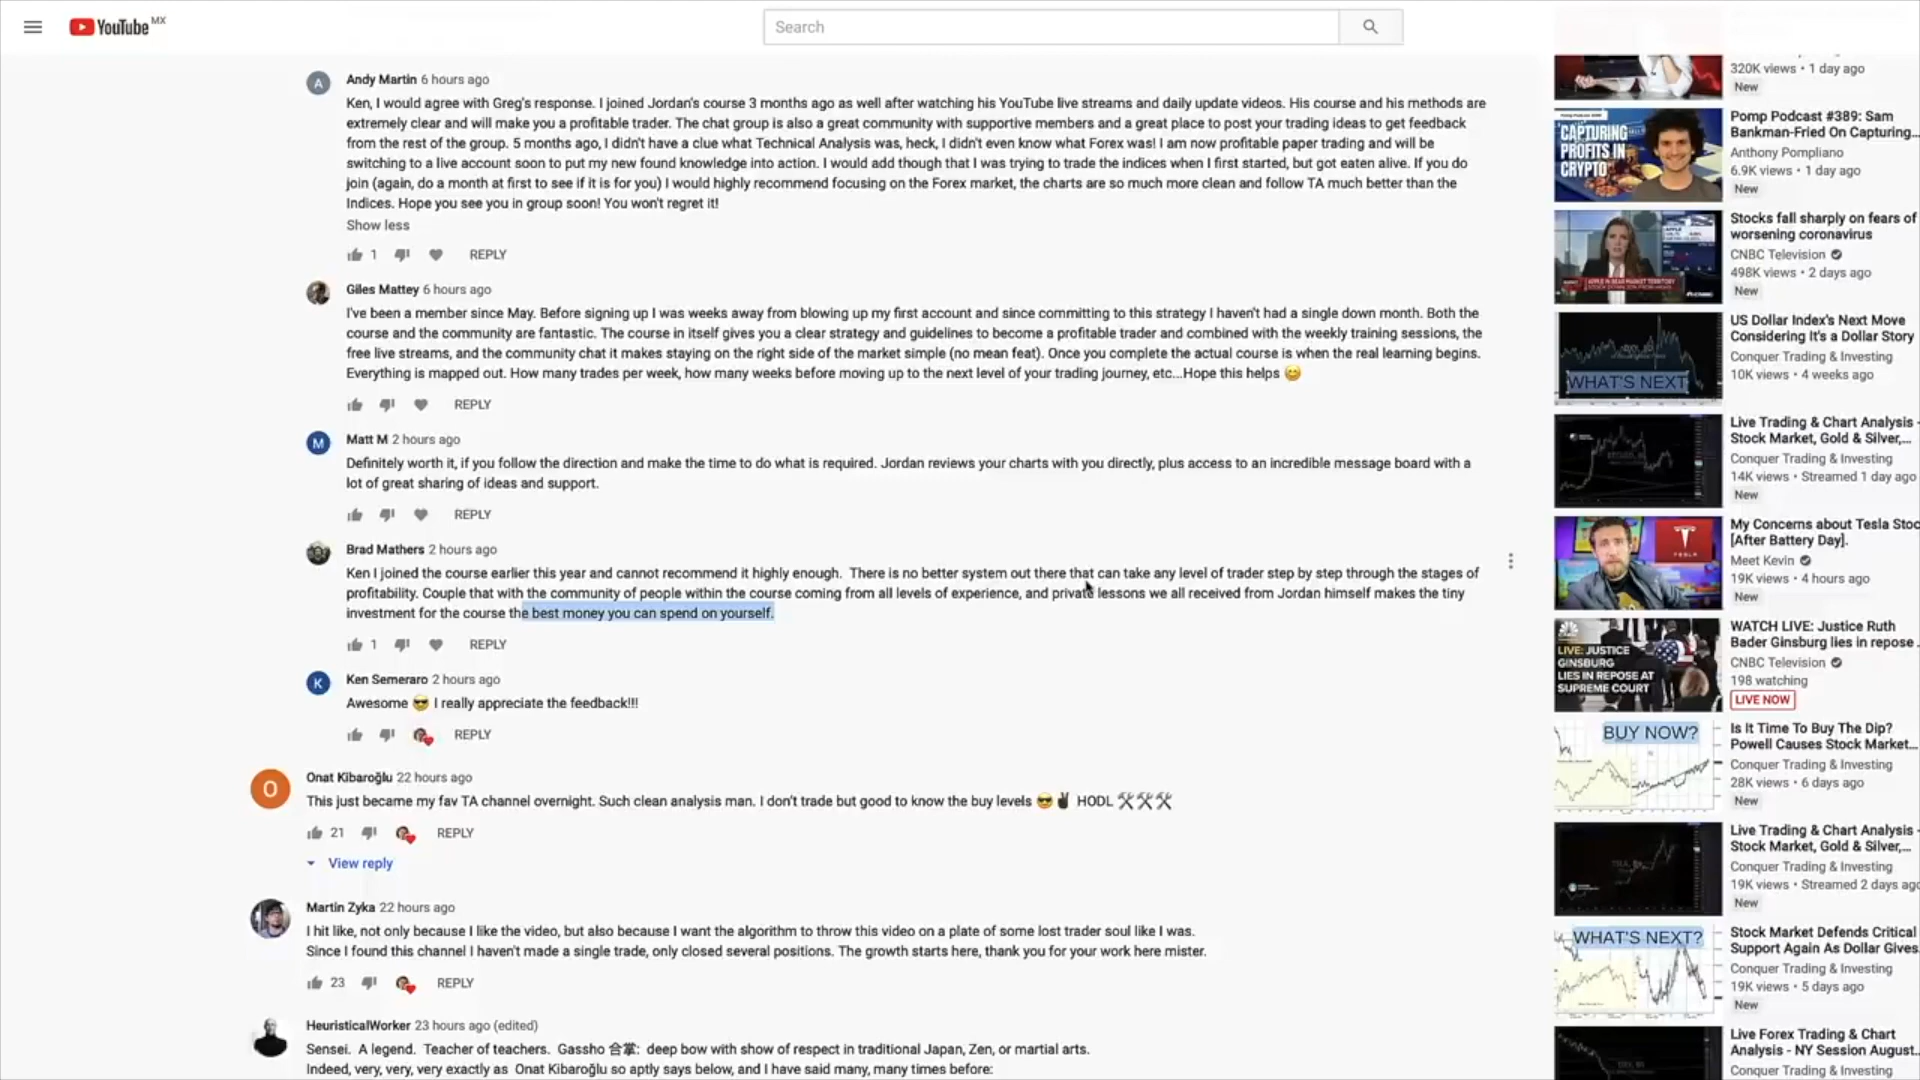 YouTube MX
Search
Andy Martin 6 hours ago
Ken, I would agree with Greg's response. I joined Jordan's course 3 months ago as well after watching his YouTube live streams and daily update videos. His course and his methods are
extremely clear and will make you a profitable trader. The chat group is also a great community with supportive members and a great place to post your trading ideas to get feedback
from the rest of the group. 5 months ago, I didn't have a clue what Technical Analysis was, heck, I didn't even know what Forex was! I am now profitable paper trading and will be
switching to a live account soon to put my new found knowledge into action. I would add though that I was trying to trade the indices when I first started, but got eaten alive. If you do
join (again, do a month at first to see if it is for you) I would highly recommend focusing on the Forex market, the charts are so much more clean and follow TA much better than the
Indices. Hope you see you in group soon! You won't regret it!
Show less
1 REPLY
Giles Mattey 6 hours ago
I've been a member since May. Before signing up I was weeks away from blowing up my first account and since committing to this strategy I haven't had a single down month. Both the
course and the community are fantastic. The course in itself gives you a clear strategy and guidelines to become a profitable trader and combined with the weekly training sessions, the
free live streams, and the community chat it makes staying on the right side of the market simple (no mean feat). Once you complete the actual course is when the real learning begins.
Everything is mapped out. How many trades per week, how many weeks before moving up to the next level of your trading journey, etc...Hope this helps 😊
REPLY
M
Matt M 2 hours ago
Definitely worth it, if you follow the direction and make the time to do what is required. Jordan reviews your charts with you directly, plus access to an incredible message board with a
lot of great sharing of ideas and support.
REPLY
Brad Mathers 2 hours ago
Ken I joined the course earlier this year and cannot recommend it highly enough.  There is no better system out there that can take any level of trader step by step through the stages of
profitability. Couple that with the community of people within the course coming from all levels of experience, and private lessons we all received from Jordan himself makes the tiny
investment for the course the best money you can spend on yourself.
1 REPLY
K
Ken Semeraro 2 hours ago
Awesome 😎 I really appreciate the feedback!!!
REPLY
O
Onat Kibaroğlu 22 hours ago
This just became my fav TA channel overnight. Such clean analysis man. I don't trade but good to know the buy levels 😎✌🏿 HODL 🛠🛠🛠
21 REPLY
View reply
Martin Zyka 22 hours ago
I hit like, not only because I like the video, but also because I want the algorithm to throw this video on a plate of some lost trader soul like I was.
Since I found this channel I haven't made a single trade, only closed several positions. The growth starts here, thank you for your work here mister.
23 REPLY
HeuristicalWorker 23 hours ago (edited)
Sensei.  A legend.  Teacher of teachers.  Gassho 合掌:  deep bow with show of respect in traditional Japan, Zen, or martial arts.
Indeed, very, very, very exactly as  Onat Kibaroğlu so aptly says below, and I have said many, many times before:
320K views • 1 day ago
New
CAPTURING
PROFITS IN
CRYPTO
Pomp Podcast #389: Sam
Bankman-Fried On Capturing...
Anthony Pompliano
6.9K views • 1 day ago
New
Stocks fall sharply on fears of
worsening coronavirus
CNBC Television
498K views • 2 days ago
New
WHAT'S NEXT
US Dollar Index's Next Move
Considering It's a Dollar Story
Conquer Trading & Investing
10K views • 4 weeks ago
Live Trading & Chart Analysis -
Stock Market, Gold & Silver,...
Conquer Trading & Investing
14K views • Streamed 1 day ago
New
TESLA
My Concerns about Tesla Stoc
[After Battery Day].
Meet Kevin
19K views • 4 hours ago
New
LIVE: JUSTICE
GINSBURG
LIES IN REPOSE AT
SUPREME COURT
WATCH LIVE: Justice Ruth
Bader Ginsburg lies in repose .
CNBC Television
198 watching
LIVE NOW
BUY NOW?
Is It Time To Buy The Dip?
Powell Causes Stock Market...
Conquer Trading & Investing
28K views • 6 days ago
New
Live Trading & Chart Analysis -
Stock Market, Gold & Silver,...
Conquer Trading & Investing
19K views • Streamed 2 days ago
New
WHAT'S NEXT?
Stock Market Defends Critical
Support Again As Dollar Gives
Conquer Trading & Investing
19K views • 5 days ago
New
Live Forex Trading & Chart
Analysis - NY Session August...
Conquer Trading & Investing